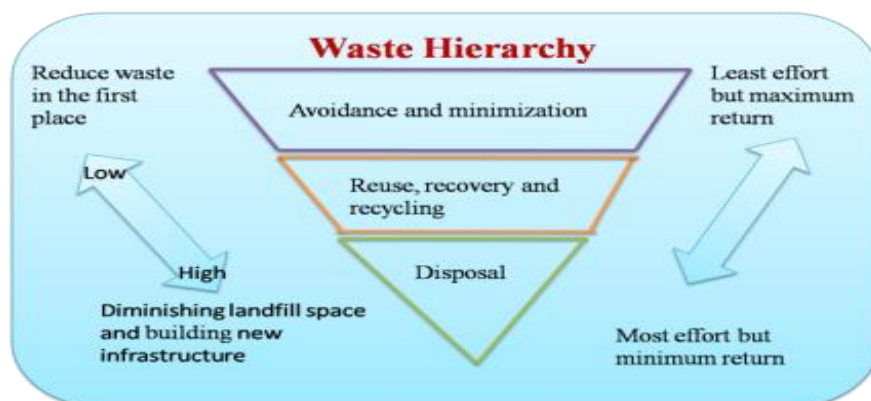 Waste Hierarchy
Reduce waste
in the first
place
Least effort
but maximum
return
Avoidance and minimization
Low
Reuse, recovery and
recycling
High
Disposal
Diminishing landfill space
and building new
infrastructure
Most effort but
minimum return